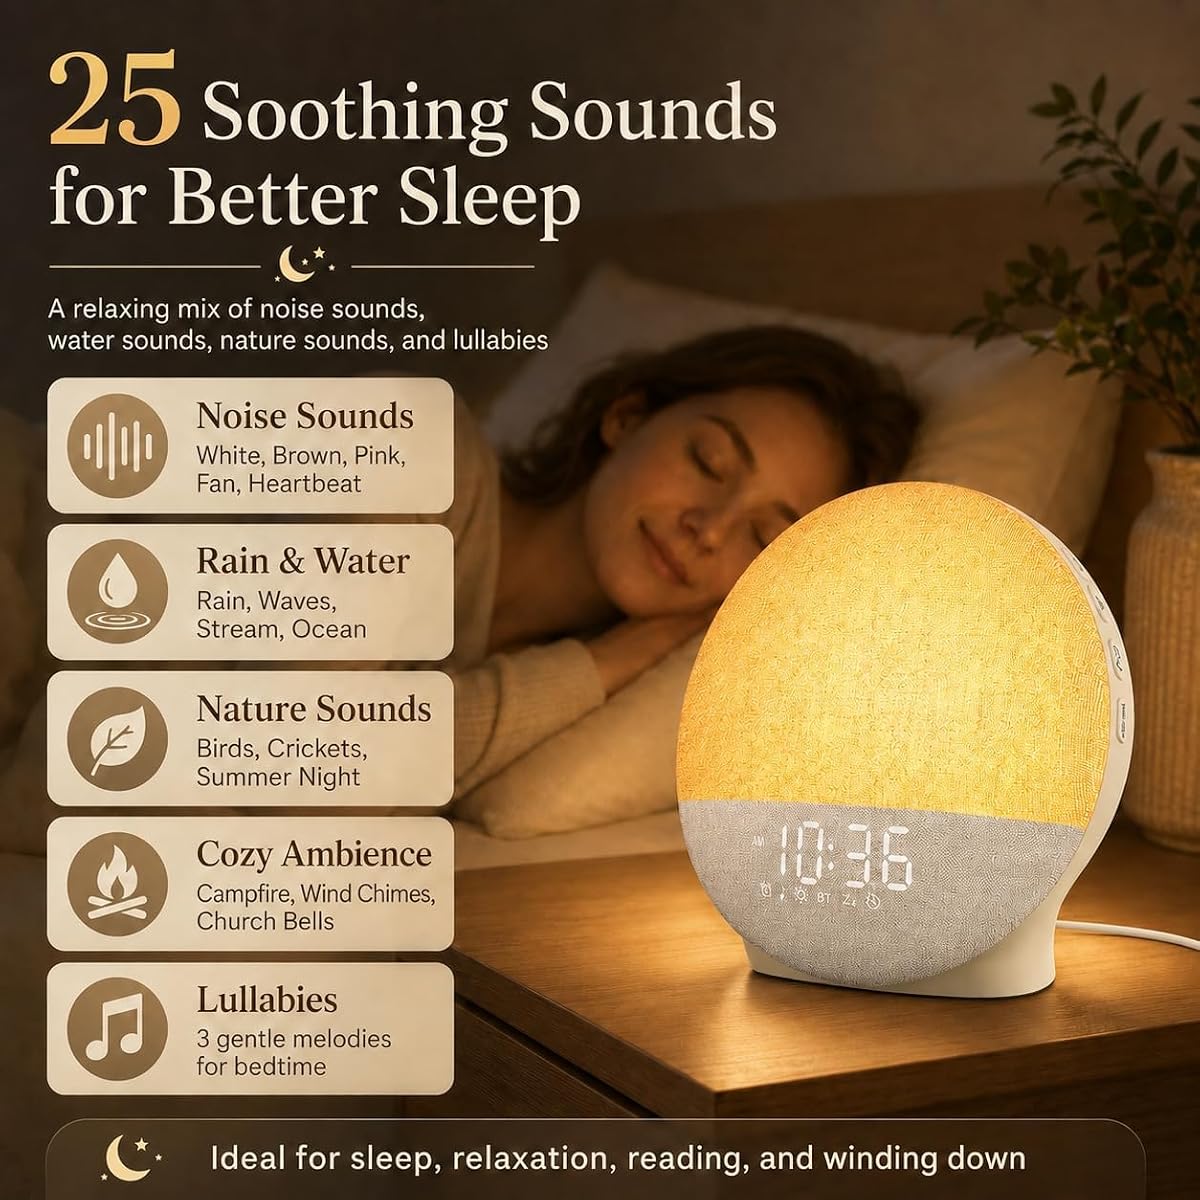 25 Soothing Sounds
for Better Sleep
A relaxing mix of noise sounds,
water sounds, nature sounds, and lullabies
Noise Sounds
White, Brown, Pink,
Fan, Heartbeat
Rain & Water
Rain, Waves,
Stream, Ocean
Nature Sounds
Birds, Crickets,
Summer Night
Cozy Ambience
Campfire, Wind Chimes,
Church Bells
Lullabies
3 gentle melodies
for bedtime
AM 10:36
BT
Ideal for sleep, relaxation, reading, and winding down